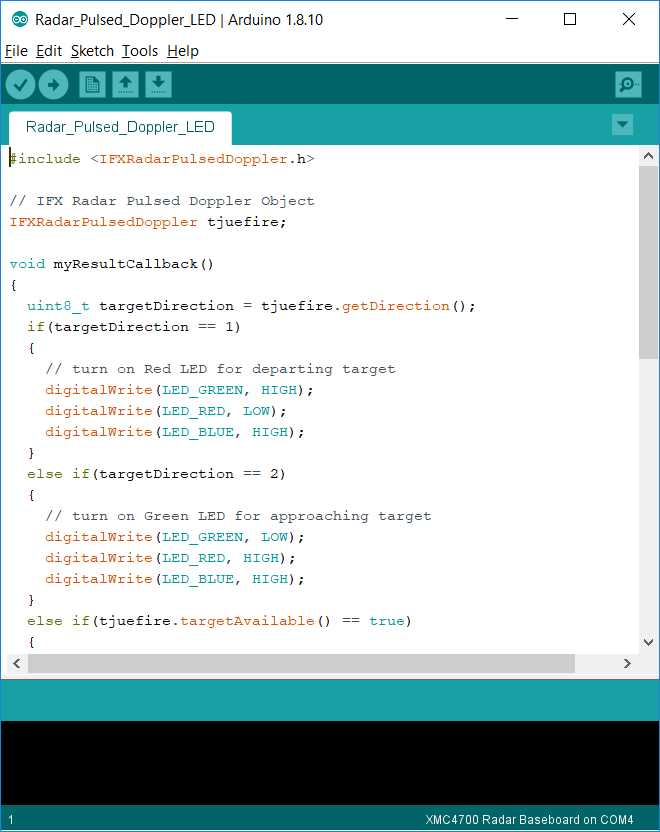 Radar_Pulsed_Doppler_LED | Arduino 1.8.10
File Edit Sketch Tools Help
Radar_Pulsed_Doppler_LED
#include <IFXRadarPulsedDoppler.h>
// IFX Radar Pulsed Doppler Object
IFXRadarPulsedDoppler tjuefire;
void myResultCallback()
{
uint8_t targetDirection = tjuefire.getDirection();
if(targetDirection == 1)
{
// turn on Red LED for departing target
digitalWrite(LED_GREEN, HIGH);
digitalWrite(LED_RED, LOW);
digitalWrite(LED_BLUE, HIGH);
}
else if(targetDirection == 2)
{
// turn on Green LED for approaching target
digitalWrite(LED_GREEN, LOW);
digitalWrite(LED_RED, HIGH);
digitalWrite(LED_BLUE, HIGH);
}
else if(tjuefire.targetAvailable() == true)
{
1
XMC4700 Radar Baseboard on COM4